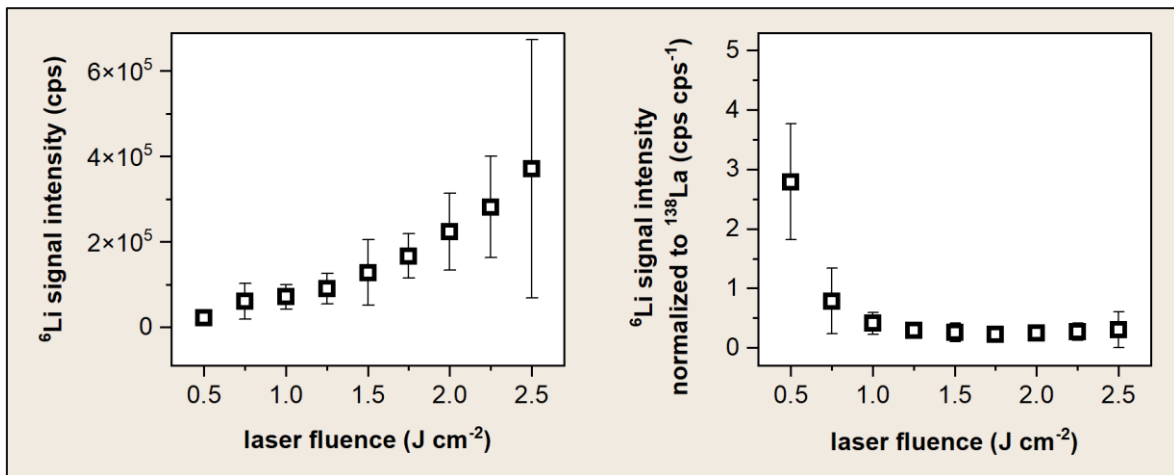 ⁶Li signal intensity (cps)
6×10⁵
4×10⁵
2×10⁵
0
0.5 1.0 1.5 2.0 2.5
laser fluence (J cm⁻²)
⁶Li signal intensity
normalized to ¹³⁸La (cps cps⁻¹)
5
4
3
2
1
0
0.5 1.0 1.5 2.0 2.5
laser fluence (J cm⁻²)